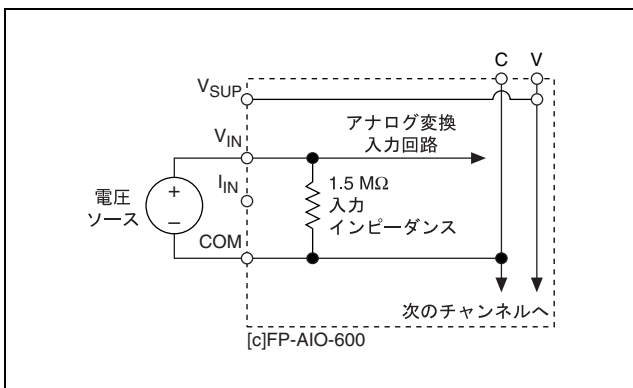 C V
VSUP
アナログ変換
入力回路
VIN
1.5 MΩ
入力
インピーダンス
IIN
電圧
ソース
+
–
COM
次のチャンネルへ
[c]FP-AIO-600